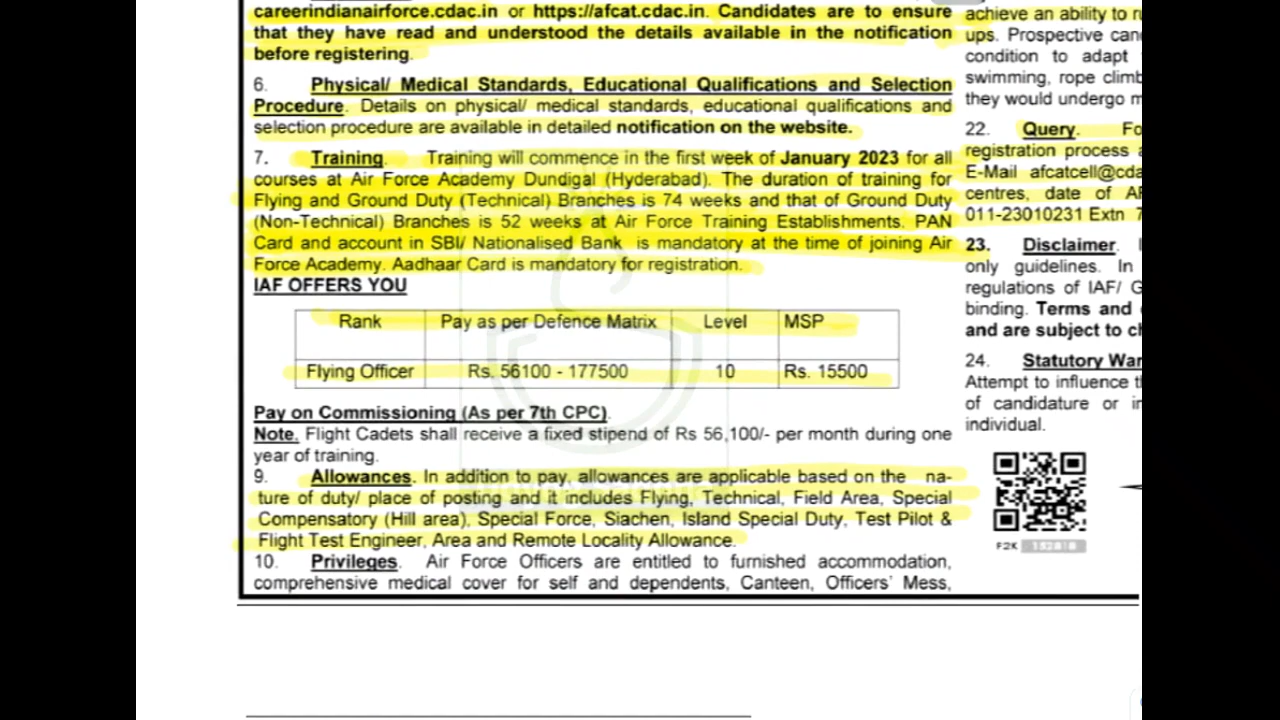 careerindianairforce.cdac.in or https://afcat.cdac.in. Candidates are to ensure
that they have read and understood the details available in the notification
before registering.
6. Physical/ Medical Standards, Educational Qualifications and Selection
Procedure. Details on physical/ medical standards, educational qualifications and
selection procedure are available in detailed notification on the website.
7. Training. Training will commence in the first week of January 2023 for all
courses at Air Force Academy Dundigal (Hyderabad). The duration of training for
Flying and Ground Duty (Technical) Branches is 74 weeks and that of Ground Duty
(Non-Technical) Branches is 52 weeks at Air Force Training Establishments. PAN
Card and account in SBI/ Nationalised Bank is mandatory at the time of joining Air
Force Academy. Aadhaar Card is mandatory for registration.
IAF OFFERS YOU
Rank Pay as per Defence Matrix Level MSP
Flying Officer Rs. 56100 - 177500 10 Rs. 15500
Pay on Commissioning (As per 7th CPC).
Note. Flight Cadets shall receive a fixed stipend of Rs 56,100/- per month during one
year of training.
9. Allowances. In addition to pay, allowances are applicable based on the na-
ture of duty/ place of posting and it includes Flying, Technical, Field Area, Special
Compensatory (Hill area), Special Force, Siachen, Island Special Duty, Test Pilot &
Flight Test Engineer, Area and Remote Locality Allowance.
10. Privileges. Air Force Officers are entitled to furnished accommodation,
comprehensive medical cover for self and dependents, Canteen, Officers' Mess,
achieve an ability to
ups. Prospective
condition to adapt
swimming, rope
they would undergo
22. Query.
registration process
E-Mail
centres, date of
011-23010231 Extn
23. Disclaimer.
only guidelines. In
regulations of IAF/
binding. Terms and
and are subject to
24. Statutory
Attempt to influence
of candidature or
individual.
F2K